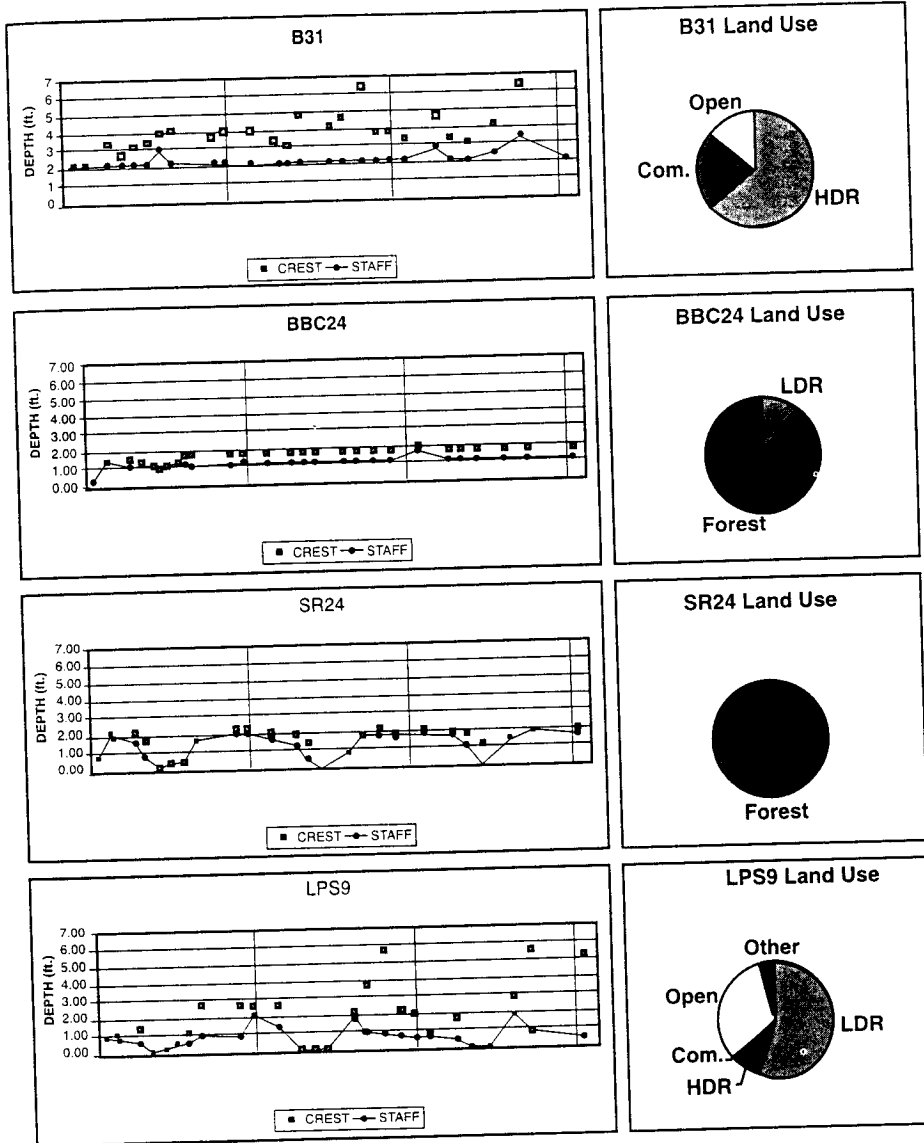 B31
DEPTH (ft.)
7
6
5
4
3
2
1
0
CREST STAFF
B31 Land Use
Open
Com.
HDR
BBC24
DEPTH (ft.)
7.00
6.00
5.00
4.00
3.00
2.00
1.00
0.00
CREST STAFF
BBC24 Land Use
LDR
Forest
SR24
DEPTH (ft.)
7.00
6.00
5.00
4.00
3.00
2.00
1.00
0.00
CREST STAFF
SR24 Land Use
Forest
LPS9
DEPTH (ft.)
7.00
6.00
5.00
4.00
3.00
2.00
1.00
0.00
CREST STAFF
LPS9 Land Use
Other
Open
LDR
Com.
HDR